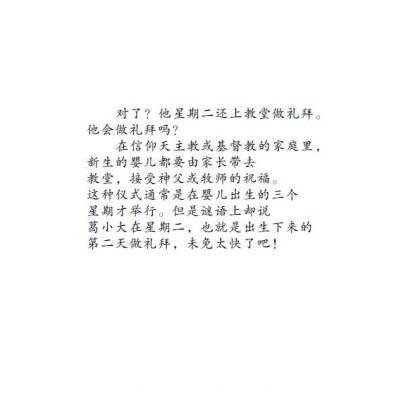 对了？他星期二还上教堂做礼拜。
他会做礼拜吗？
在信仰天主教或基督教的家庭里，
新生的婴儿都要由家长带去
教堂，接受神父或牧师的祝福。
这种仪式通常是在婴儿出生的三个
星期才举行。但是谜语上却说
葛小大在星期二，也就是出生下来的
第二天做礼拜，未免太快了吧！